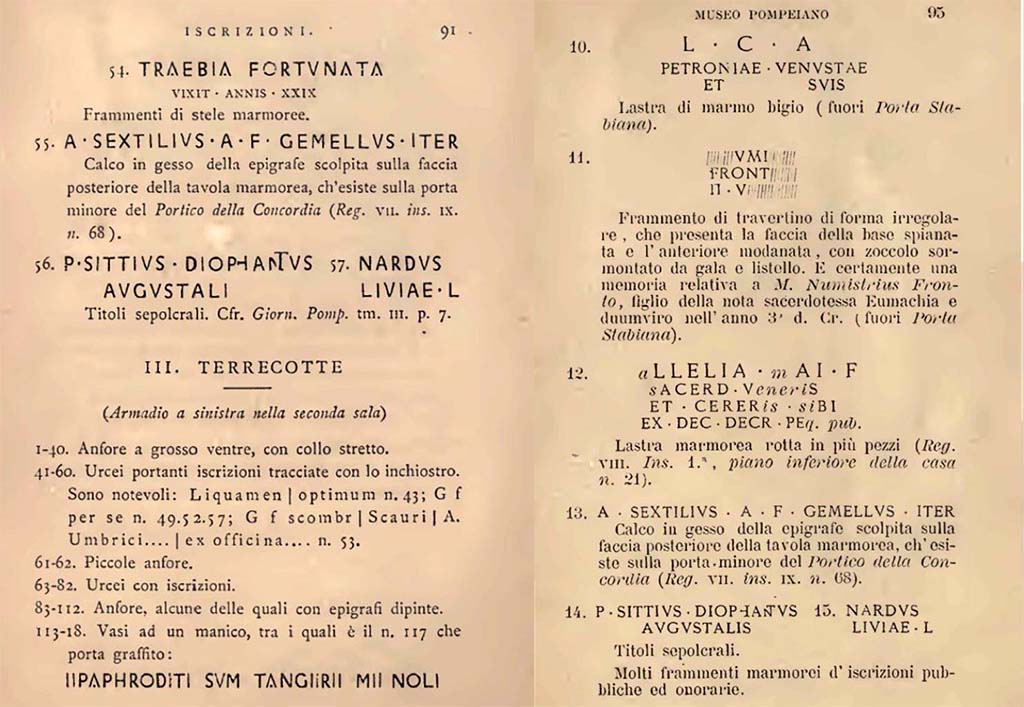 ISCRIZIONI. 91
54. TRAEBIA FORTVNATA
VIXIT · ANNIS · XXIX
Frammenti di stele marmoree.
55. A · SEXTILIVS · A · F · GEMELLVS · ITER
Calco in gesso della epigrafe scolpita sulla faccia
posteriore della tavola marmorea, ch'esiste sulla porta
minore del Portico della Concordia (Reg. VII. ins. IX.
n. 68).
56. P·SITTIVS · DIOPHANTVS 57. NARDVS
AVGVSTALI LIVIAE·L
Titoli sepolcrali. Cfr. Giorn. Pomp. tm. III. p. 7.
III. TERRECOTTE
(Armadio a sinistra nella seconda sala)
1-40. Anfore a grosso ventre, con collo stretto.
41-60. Urcei portanti iscrizioni tracciate con lo inchiostro.
Sono notevoli: Liquamen | optimum n. 43; G f
per se n. 49.52.57; G f scombr | Scauri | A.
Umbrici.... | ex officina.... n. 53.
61-62. Piccole anfore.
63-82. Urcei con iscrizioni.
83-112. Anfore, alcune delle quali con epigrafi dipinte.
113-18. Vasi ad un manico, tra i quali è il n. 117 che
porta graffito:
IIPAPHRODITI SVM TANGIIRII MII NOLI
MUSEO POMPEIANO 95
10. L · C · A
PETRONIAE · VENVSTAE
ET SVIS
Lastra di marmo bigio (fuori Porta Sta-
biana).
11. VMI
FRONT
II · V
Frammento di travertino di forma irregola-
re, che presenta la faccia della base spiana-
ta e l'anteriore modanata, con zoccolo sor-
montato da gala e listello. E certamente una
memoria relativa a M. Numistrius Fron-
to, figlio della nota sacerdotessa Eumachia e
duumviro nell'anno 3° d. Cr. (fuori Porta
Stabiana).
12. aLLELIA · mAI · F
sACERD · VeneriS
ET · CERERis · siBI
EX · DEC · DECR · PEq. pub.
Lastra marmorea rotta in più pezzi (Reg.
VIII. Ins. 1.ª, piano inferiore della casa
n. 21).
13. A · SEXTILIVS · A · F · GEMELLVS · ITER
Calco in gesso della epigrafe scolpita sulla
faccia posteriore della tavola marmorea, ch'esi-
ste sulla porta minore del Portico della Con-
cordia (Reg. VII. ins. IX. n. 68).
14. P · SITTIVS · DIOPHANTVS 15. NARDVS
AVGVSTALIS LIVIAE · L
Titoli sepolcrali.
Molti frammenti marmorei d'iscrizioni pub-
bliche ed onorarie.